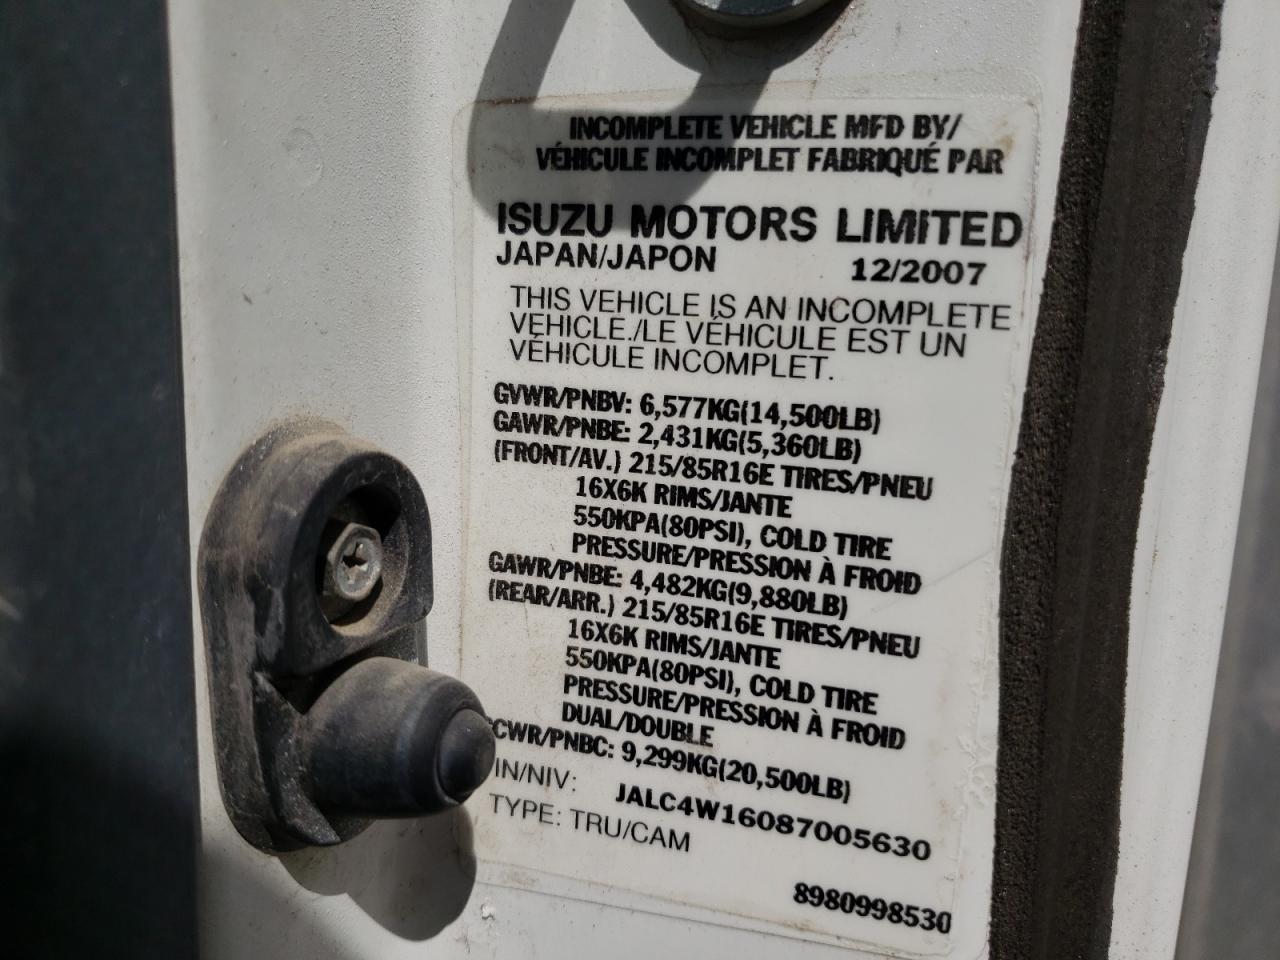 INCOMPLETE VEHICLE MFD BY/
VÉHICULE INCOMPLET FABRIQUÉ PAR
ISUZU MOTORS LIMITED
JAPAN/JAPON 12/2007
THIS VEHICLE IS AN INCOMPLETE
VEHICLE./LE VÉHICULE EST UN
VÉHICULE INCOMPLET.
GVWR/PNBV: 6,577KG(14,500LB)
GAWR/PNBE: 2,431KG(5,360LB)
(FRONT/AV.) 215/85R16E TIRES/PNEU
16X6K RIMS/JANTE
550KPA(80PSI), COLD TIRE
PRESSURE/PRESSION À FROID
GAWR/PNBE: 4,482KG(9,880LB)
(REAR/ARR.) 215/85R16E TIRES/PNEU
16X6K RIMS/JANTE
550KPA(80PSI), COLD TIRE
PRESSURE/PRESSION À FROID
DUAL/DOUBLE
CWR/PNBC: 9,299KG(20,500LB)
IN/NIV: JALC4W16087005630
TYPE: TRU/CAM
8980998530